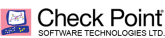 Check Point
SOFTWARE TECHNOLOGIES LTD.